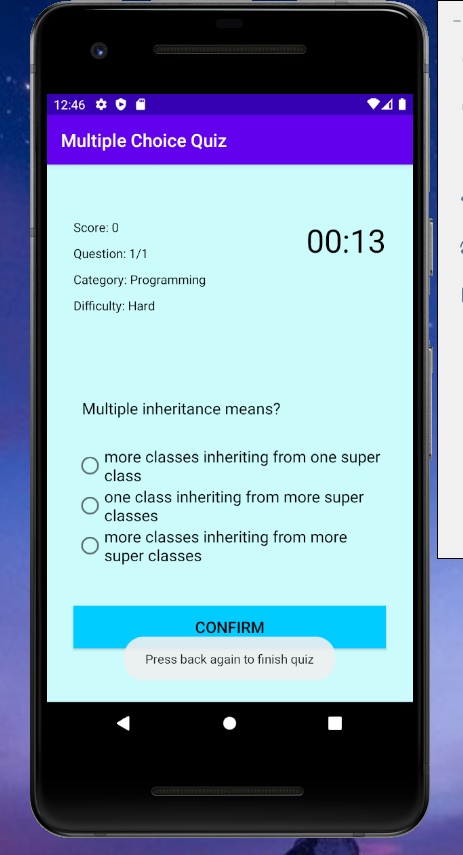 12:46
Multiple Choice Quiz
Score: 0
00:13
Question: 1/1
Category: Programming
Difficulty: Hard
Multiple inheritance means?
more classes inheriting from one super
class
one class inheriting from more super
classes
more classes inheriting from more
super classes
CONFIRM
Press back again to finish quiz